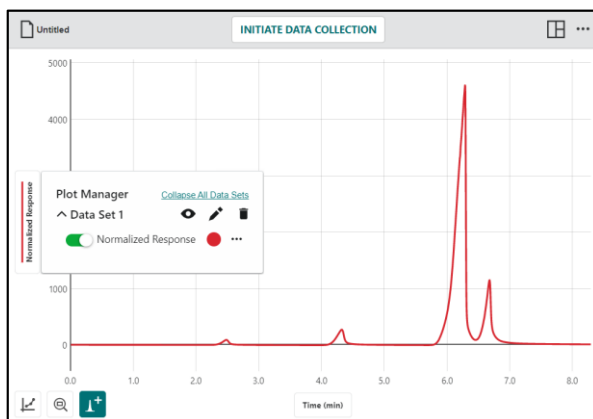 Untitled
INITIATE DATA COLLECTION
5000
4000
Normalized Response
Plot Manager Collapse All Data Sets
Data Set 1
Normalized Response
1000
0
0.0 1.0 2.0 3.0 4.0 5.0 6.0 7.0 8.0
Time (min)